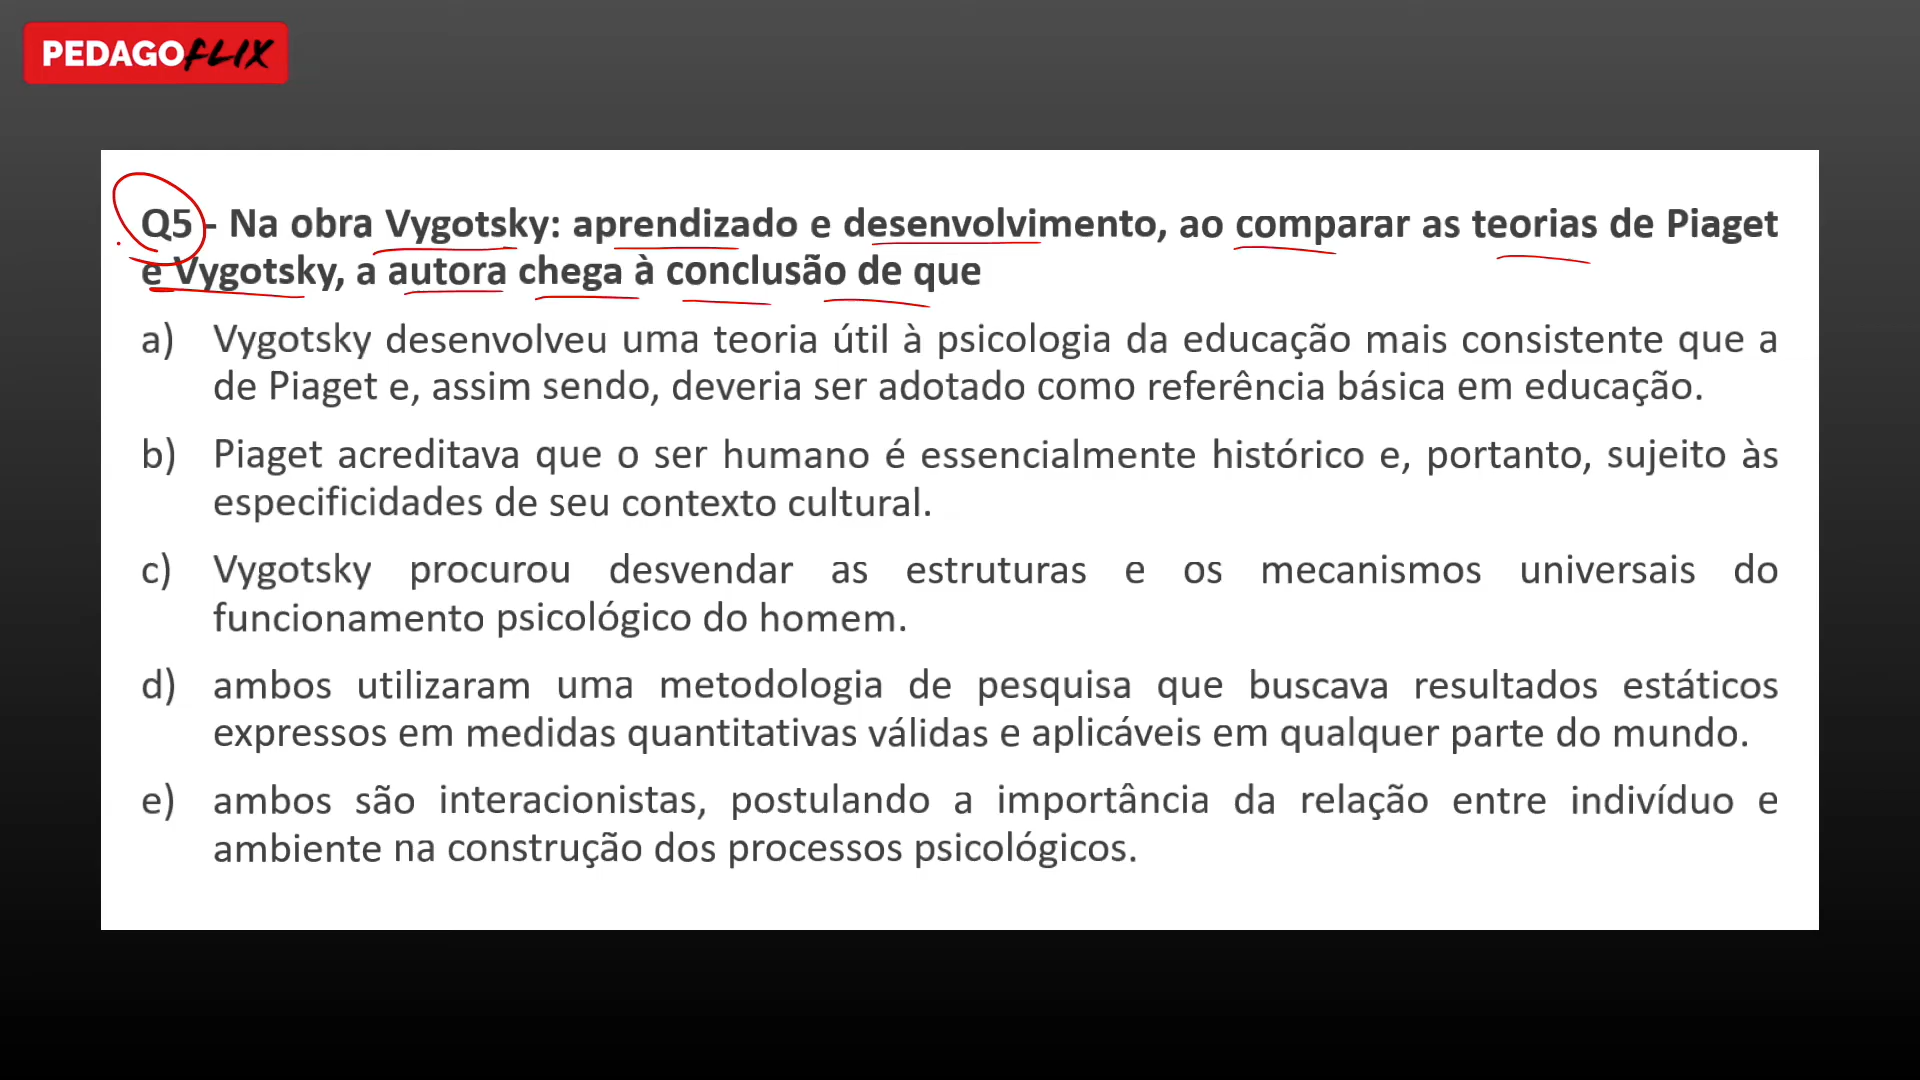 PEDAGOFLIX
Q5 - Na obra Vygotsky: aprendizado e desenvolvimento, ao comparar as teorias de Piaget
e Vygotsky, a autora chega à conclusão de que
a) Vygotsky desenvolveu uma teoria útil à psicologia da educação mais consistente que a
de Piaget e, assim sendo, deveria ser adotado como referência básica em educação.
b) Piaget acreditava que o ser humano é essencialmente histórico e, portanto, sujeito às
especificidades de seu contexto cultural.
c) Vygotsky procurou desvendar as estruturas e os mecanismos universais do
funcionamento psicológico do homem.
d) ambos utilizaram uma metodologia de pesquisa que buscava resultados estáticos
expressos em medidas quantitativas válidas e aplicáveis em qualquer parte do mundo.
e) ambos são interacionistas, postulando a importância da relação entre indivíduo e
ambiente na construção dos processos psicológicos.